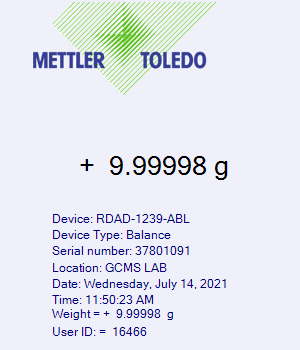 METTLER TOLEDO
+ 9.99998 g
Device: RDAD-1239-ABL
Device Type: Balance
Serial number: 37801091
Location: GCMS LAB
Date: Wednesday, July 14, 2021
Time: 11:50:23 AM
Weight = + 9.99998 g
User ID: = 16466